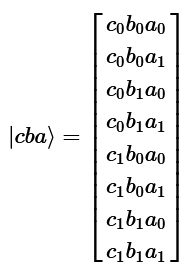 c₀b₀a₀
c₀b₀a₁
c₀b₁a₀
c₀b₁a₁
|cba⟩ =
c₁b₀a₀
c₁b₀a₁
c₁b₁a₀
c₁b₁a₁